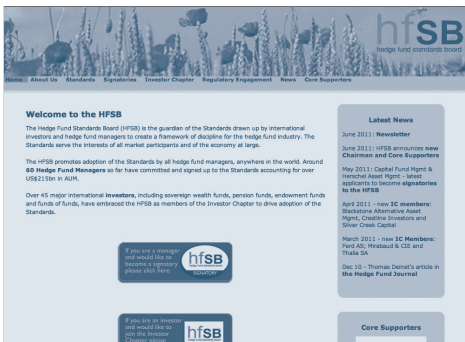 hfSB
hedge fund standards board
Home About Us Standards Signatories Investor Chapter Regulatory Engagement News Core Supporters
Welcome to the HFSB
The Hedge Fund Standards Board (HFSB) is the guardian of the Standards drawn up by international
investors and hedge fund managers to create a framework of discipline for the hedge fund industry. The
Standards serve the interests of all market participants and of the economy at large.
The HFSB promotes adoption of the Standards by all hedge fund managers, anywhere in the world. Around
60 Hedge Fund Managers so far have committed and signed up to the Standards accounting for over
US$215bn in AUM.
Over 45 major international investors, including sovereign wealth funds, pension funds, endowment funds
and funds of funds, have embraced the HFSB as members of the Investor Chapter to drive adoption of the
Standards.
If you are a manager
and would like to
become a signatory
please click here
hfSB
SIGNATORY
If you are an investor
and would like to
join the Investor
Chapter please
hfSB
Latest News
June 2011: Newsletter
June 2011: HFSB announces new
Chairman and Core Supporters
May 2011: Capital Fund Mgmt &
Herschel Asset Mgmt - latest
applicants to become signatories
to the HFSB
April 2011 - new IC members:
Blackstone Alternative Asset
Mgmt, Crestline Investors and
Silver Creek Capital
March 2011 - new IC Members:
Ferd AS; Mirabaud & CIE and
Thalia SA
Dec 10 - Thomas Deinet's article in
the Hedge Fund Journal
Core Supporters